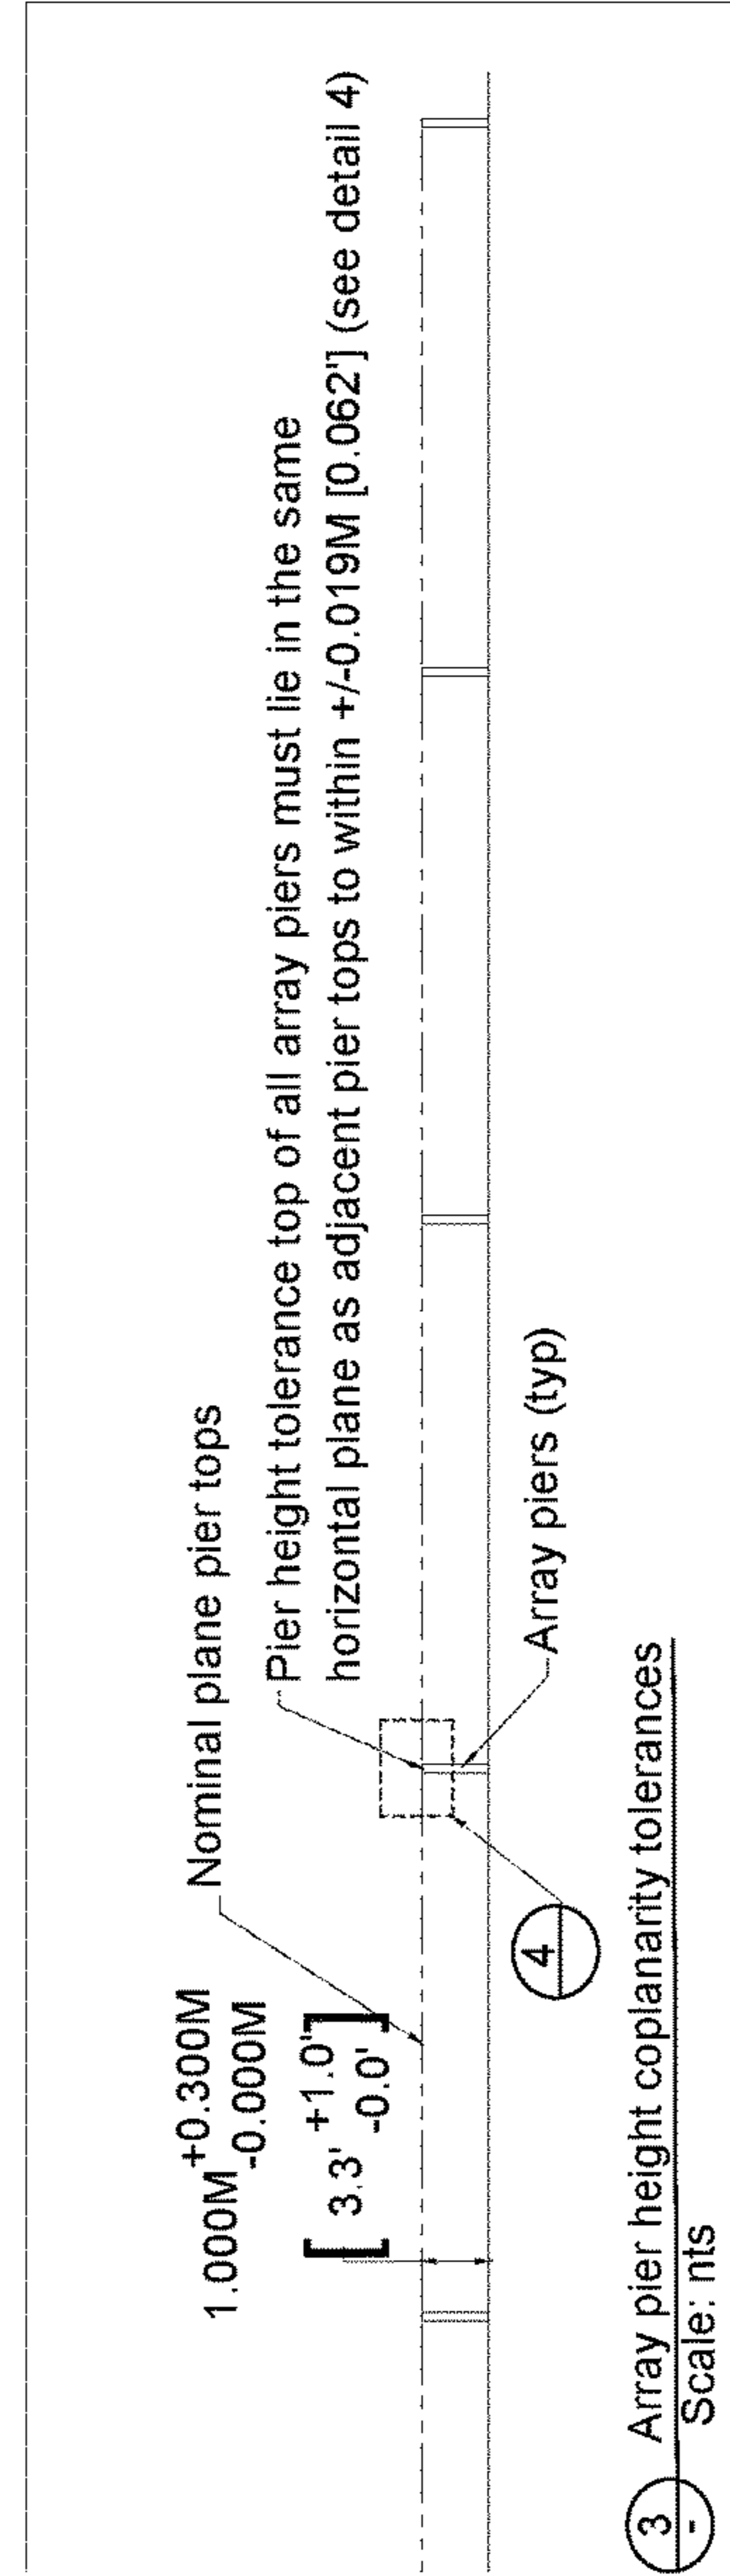 1.000M +0.300M
-0.000M
[ 3.3' +1.0'
-0.0' ]
Nominal plane pier tops
Pier height tolerance top of all array piers must lie in the same
horizontal plane as adjacent pier tops to within +/-0.019M [0.062'] (see detail 4)
4
Array piers (typ)
3
-
Array pier height coplanarity tolerances
Scale: nts